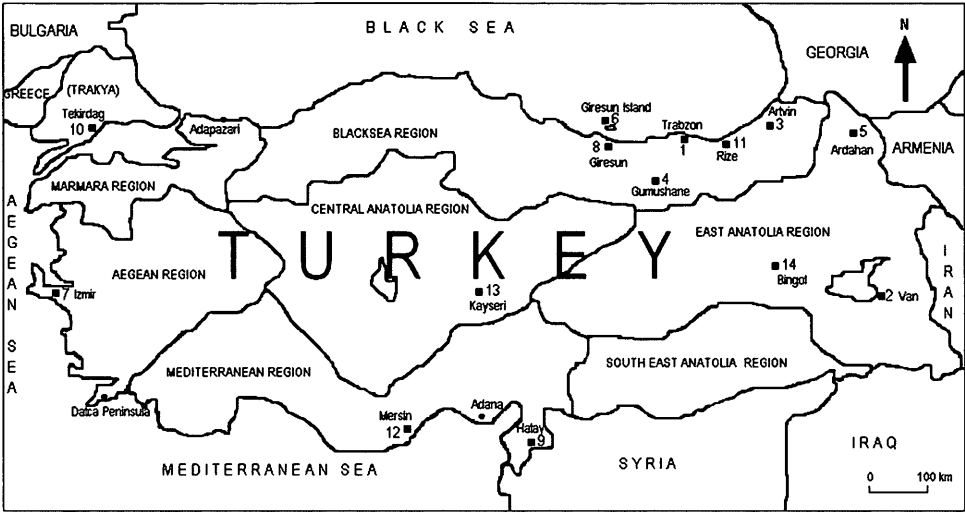 BLACK SEA
BULGARIA
GEORGIA
N
GREECE
(TRAKYA)
Tekirdag
10
Adapazari
BLACKSEA REGION
Giresun Island
6
8
Giresun
Trabzon
1
Artvin
3
11
Rize
5
Ardahan
ARMENIA
4
Gumushane
MARMARA REGION
CENTRAL ANATOLIA REGION
EAST ANATOLIA REGION
TURKEY
AEGEAN SEA
AEGEAN REGION
7 Izmir
13
Kayseri
14
Bingol
2 Van
IRAN
MEDITERRANEAN REGION
SOUTH EAST ANATOLIA REGION
Datca Peninsula
Mersin
12
Adana
Hatay
9
MEDITERRANEAN SEA
SYRIA
IRAQ
0 100 km